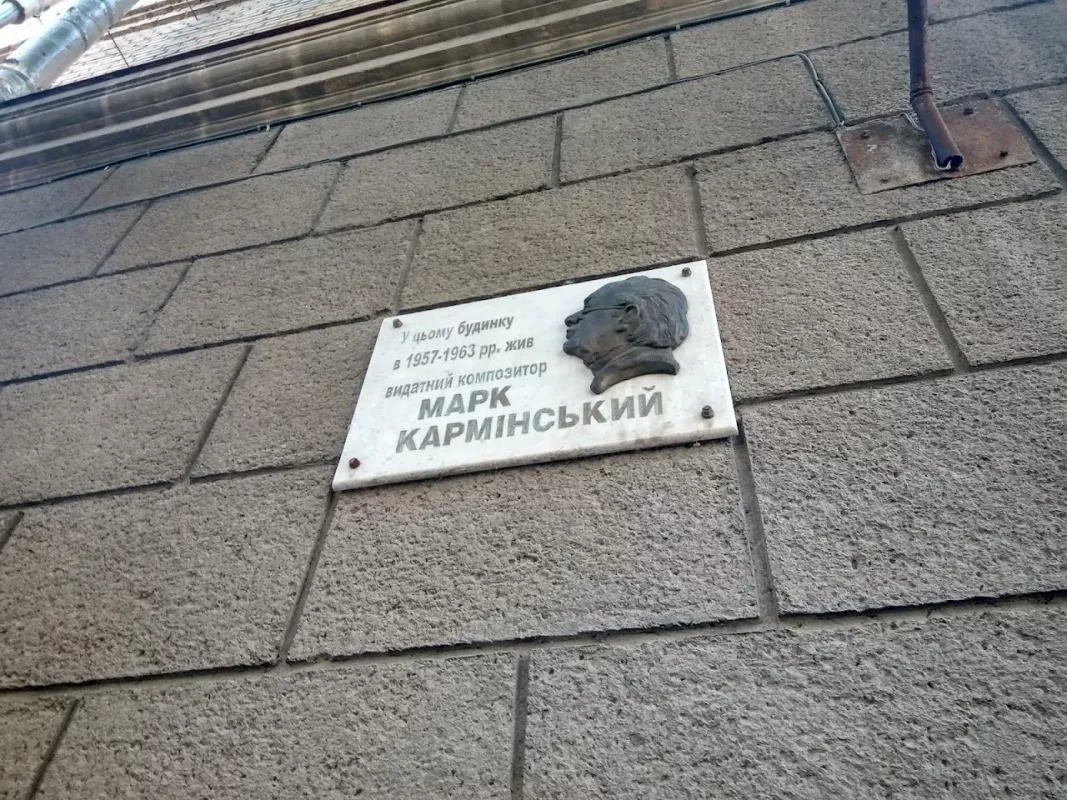 У цьому будинку
в 1957-1963 рр. жив
видатний композитор
МАРК
КАРМІНСЬКИЙ